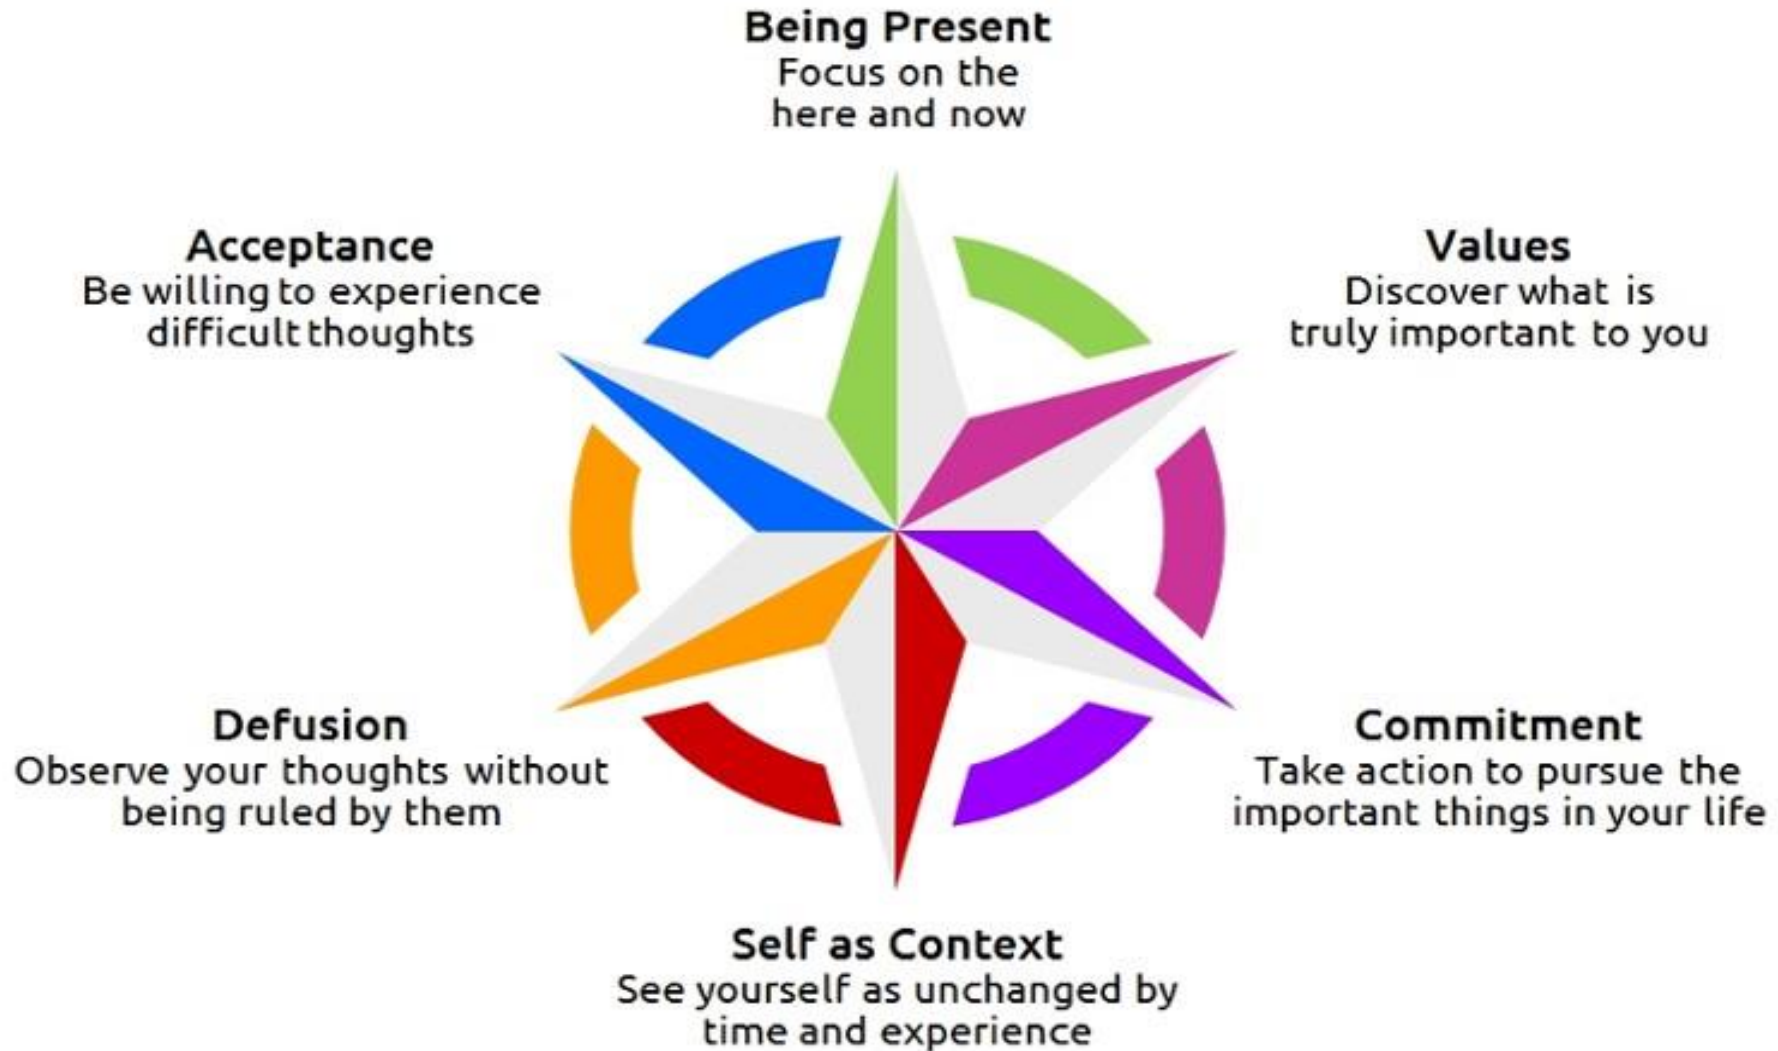 Being Present
Focus on the
here and now
Acceptance
Be willing to experience
difficult thoughts
Values
Discover what is
truly important to you
Defusion
Observe your thoughts without
being ruled by them
Commitment
Take action to pursue the
important things in your life
Self as Context
See yourself as unchanged by
time and experience